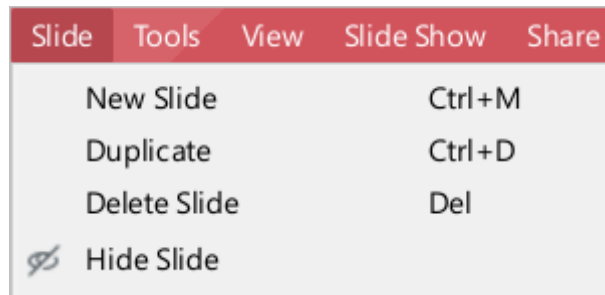 Slide Tools View Slide Show Share
New Slide Ctrl+M
Duplicate Ctrl+D
Delete Slide Del
Hide Slide